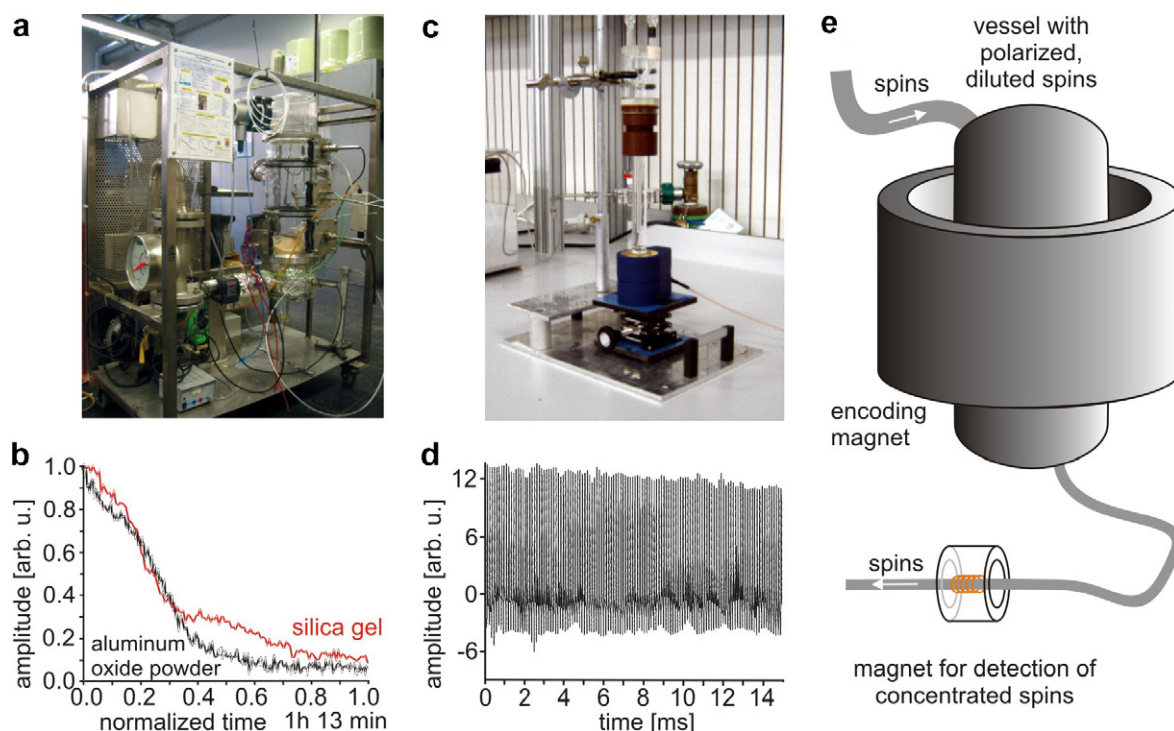 a
b
amplitude [arb. u.]
1.0
0.8
0.6
0.4
0.2
0.0
silica gel
aluminum
oxide powder
0.0 0.2 0.4 0.6 0.8 1.0
normalized time 1h 13 min
c
d
amplitude [arb. u.]
12
6
0
-6
0 2 4 6 8 10 12 14
time [ms]
e
vessel with
polarized,
diluted spins
spins
encoding
magnet
spins
magnet for detection of
concentrated spins